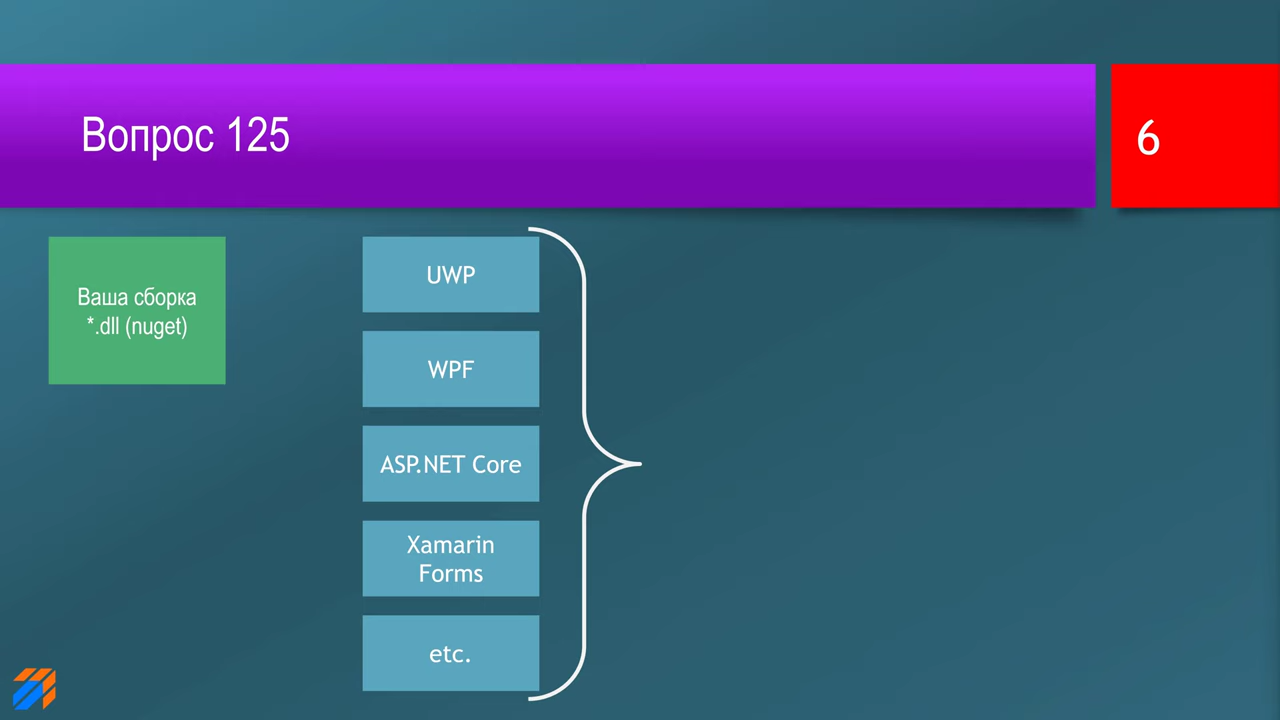 Вопрос 125
6
Ваша сборка
*.dll (nuget)
UWP
WPF
ASP.NET Core
Xamarin
Forms
etc.